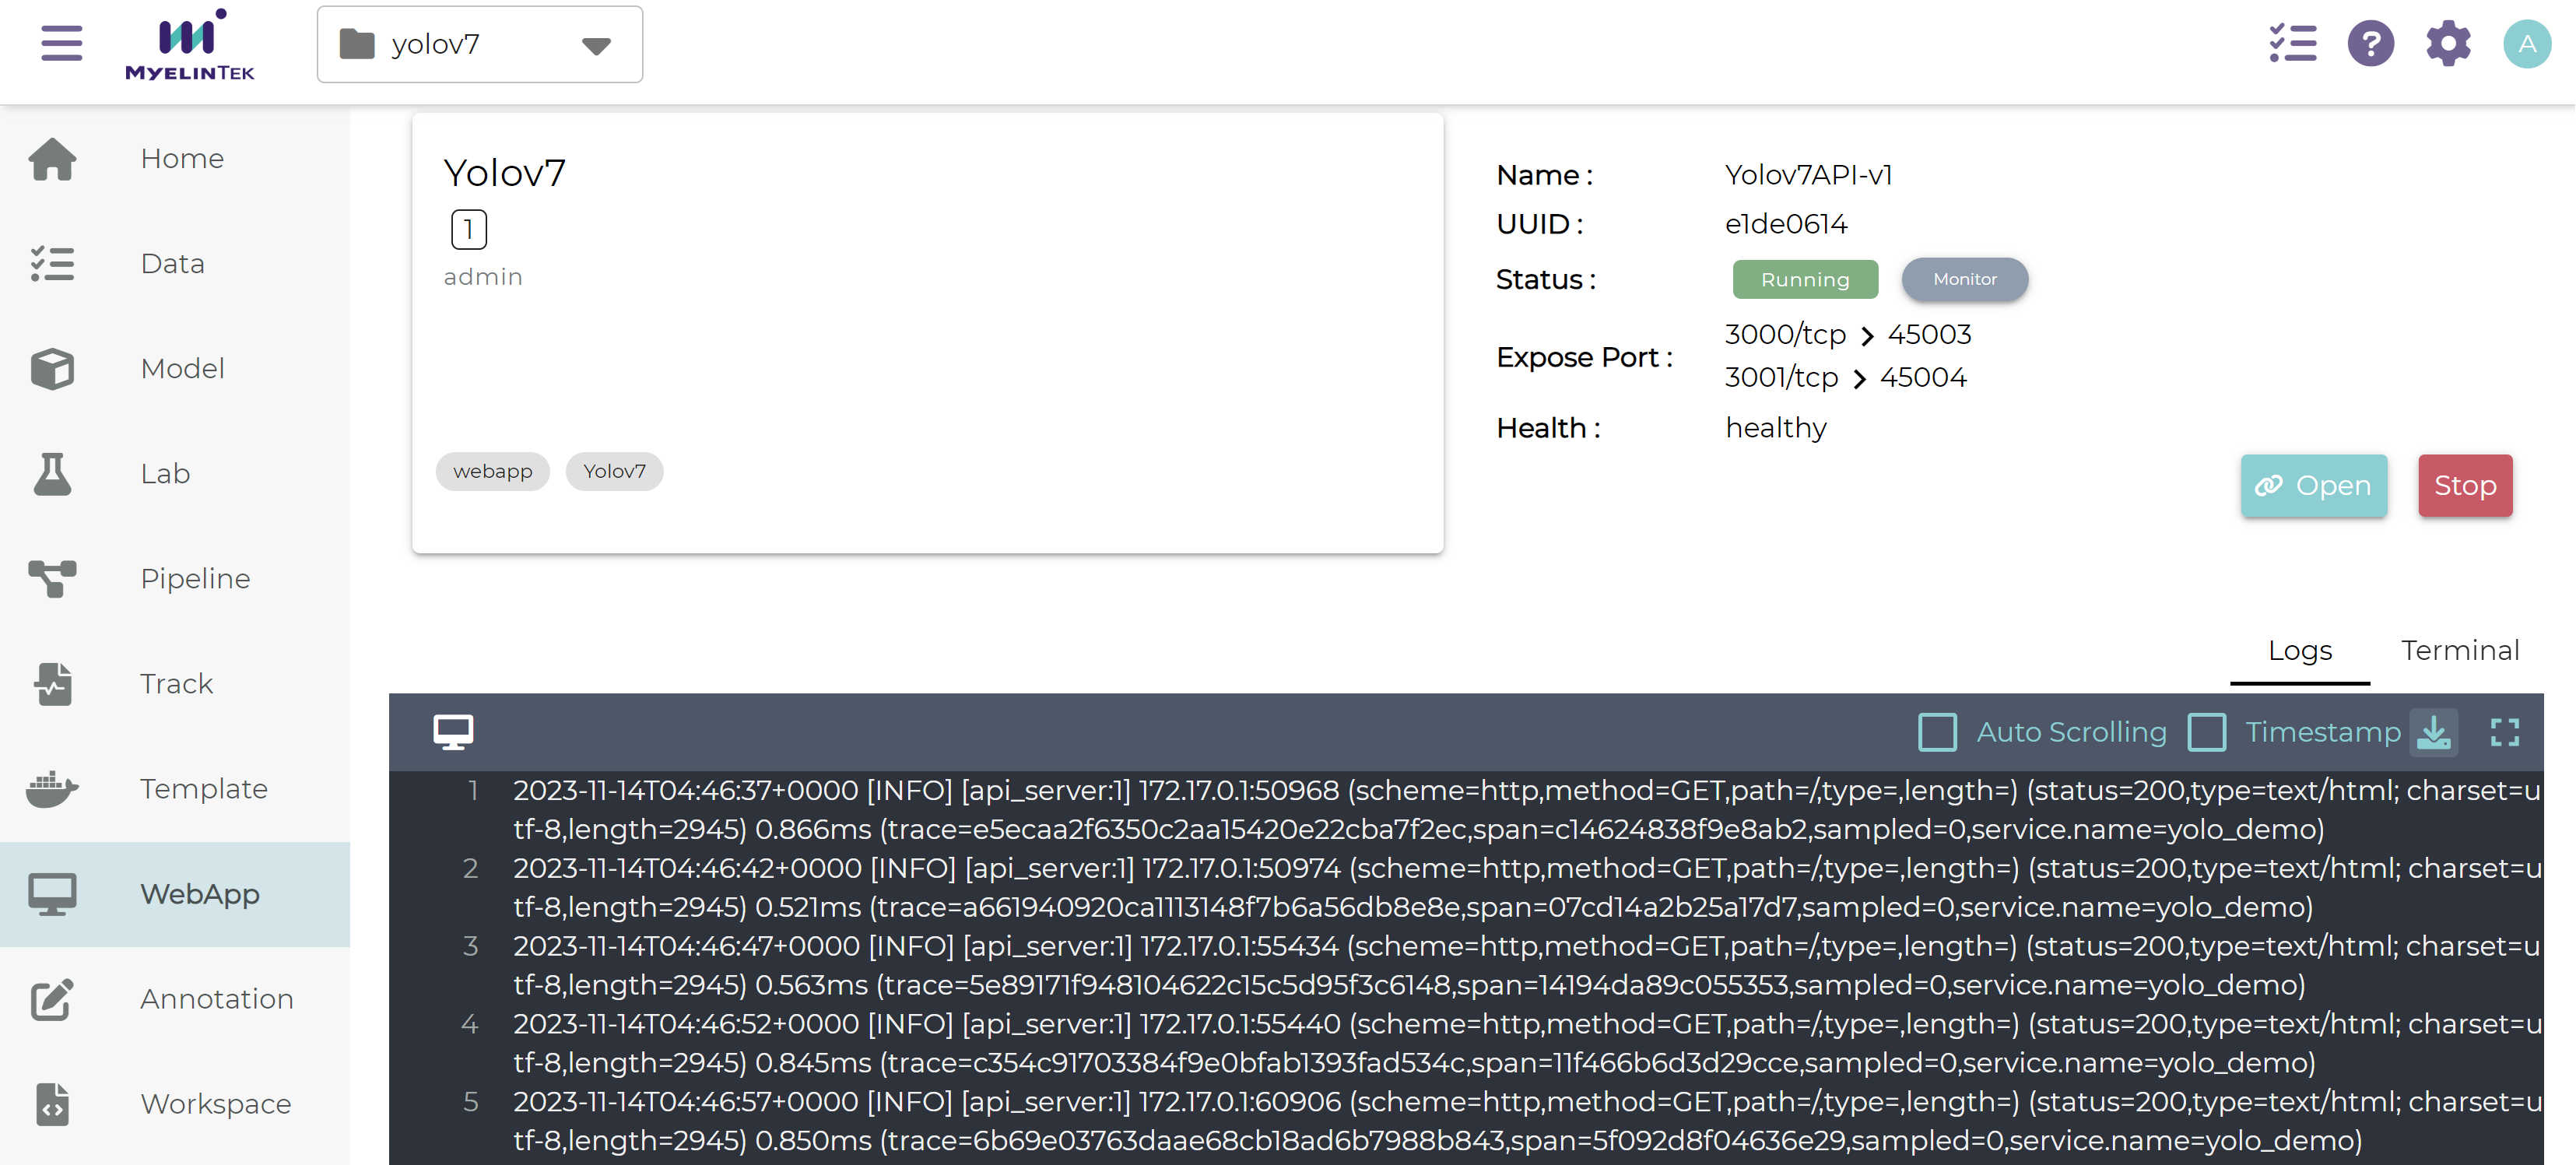 MYELINTEK
yolov7
A
Home
Data
Model
Lab
Pipeline
Track
Template
WebApp
Annotation
Workspace
Yolov7
1
admin
webapp
Yolov7
Name : Yolov7API-v1
UUID : e1de0614
Status : Running Monitor
Expose Port : 3000/tcp 45003
3001/tcp 45004
Health : healthy
Open
Stop
Logs
Terminal
Auto Scrolling
Timestamp
1 2023-11-14T04:46:37+0000 [INFO] [api_server:1] 172.17.0.1:50968 (scheme=http,method=GET,path=/,type=,length=) (status=200,type=text/html; charset=u
tf-8,length=2945) 0.866ms (trace=e5ecaa2f6350c2aa15420e22cba7f2ec,span=c14624838f9e8ab2,sampled=0,service.name=yolo_demo)
2 2023-11-14T04:46:42+0000 [INFO] [api_server:1] 172.17.0.1:50974 (scheme=http,method=GET,path=/,type=,length=) (status=200,type=text/html; charset=u
tf-8,length=2945) 0.521ms (trace=a661940920ca1113148f7b6a56db8e8e,span=07cd14a2b25a17d7,sampled=0,service.name=yolo_demo)
3 2023-11-14T04:46:47+0000 [INFO] [api_server:1] 172.17.0.1:55434 (scheme=http,method=GET,path=/,type=,length=) (status=200,type=text/html; charset=u
tf-8,length=2945) 0.563ms (trace=5e89171f948104622c15c5d95f3c6148,span=14194da89c055353,sampled=0,service.name=yolo_demo)
4 2023-11-14T04:46:52+0000 [INFO] [api_server:1] 172.17.0.1:55440 (scheme=http,method=GET,path=/,type=,length=) (status=200,type=text/html; charset=u
tf-8,length=2945) 0.845ms (trace=c354c91703384f9e0bfab1393fad534c,span=11f466b6d3d29cce,sampled=0,service.name=yolo_demo)
5 2023-11-14T04:46:57+0000 [INFO] [api_server:1] 172.17.0.1:60906 (scheme=http,method=GET,path=/,type=,length=) (status=200,type=text/html; charset=u
tf-8,length=2945) 0.850ms (trace=6b69e03763daae68cb18ad6b7988b843,span=5f092d8f04636e29,sampled=0,service.name=yolo_demo)